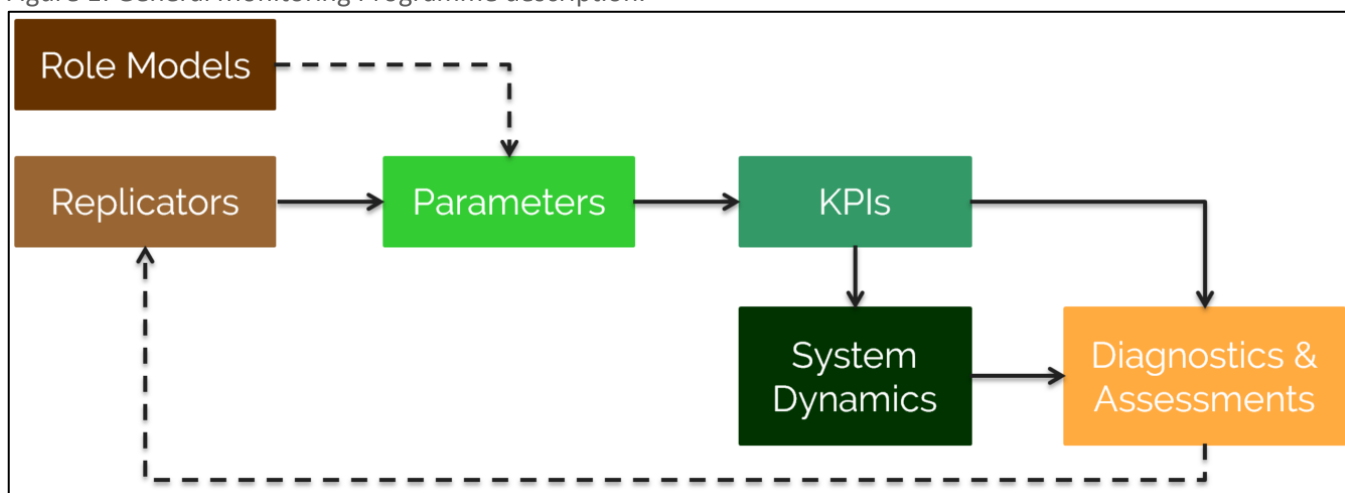 Role Models
Replicators
Parameters
KPIs
System
Dynamics
Diagnostics &
Assessments